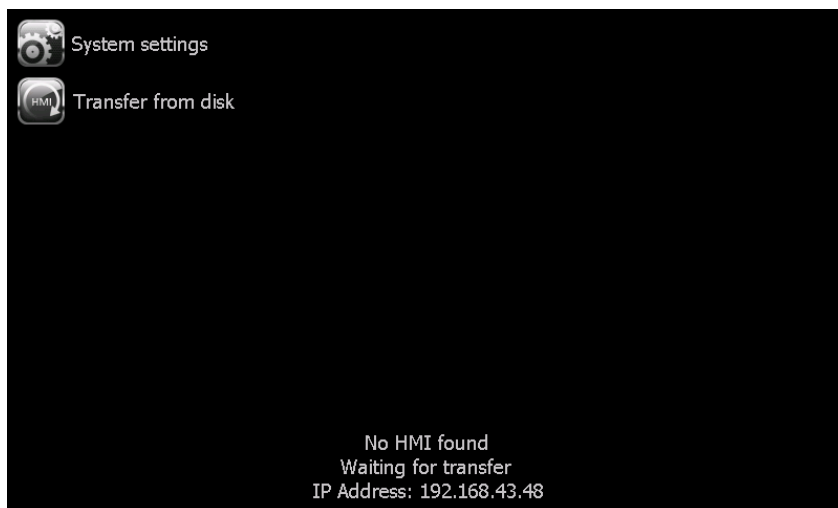 System settings
HMI
Transfer from disk
No HMI found
Waiting for transfer
IP Address: 192.168.43.48